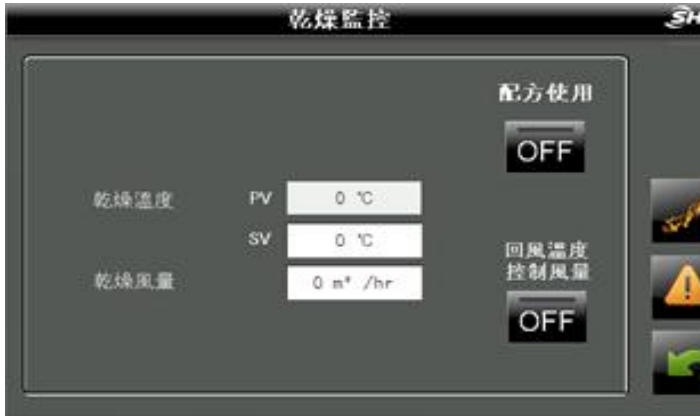 乾燥監控
SH
配方使用
OFF
乾燥溫度 PV 0 ℃
SV 0 ℃
回風溫度
控制風量
乾燥風量 0 m³ /hr
OFF